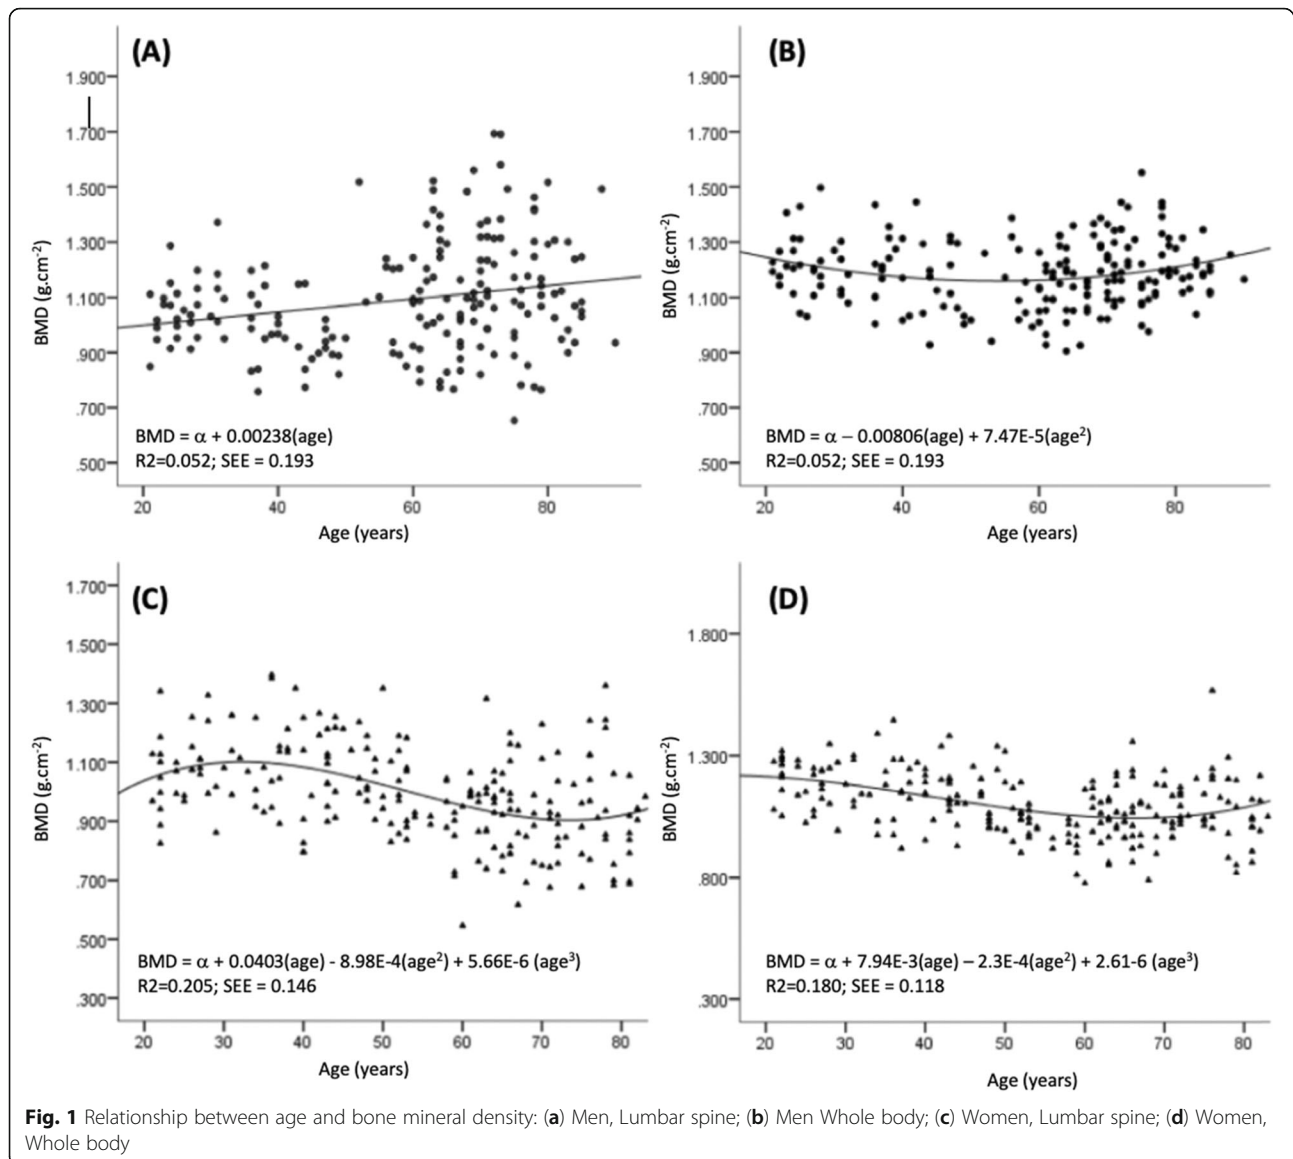 (A)
1.900
1.700
1.500
1.300
1.100
.900
.700
.500
BMD (g.cm-2)
BMD = α + 0.00238(age)
R2=0.052; SEE = 0.193
20 40 60 80
Age (years)
(B)
1.900
1.700
1.500
1.300
1.100
.900
.700
.500
BMD (g.cm-2)
BMD = α – 0.00806(age) + 7.47E-5(age2)
R2=0.052; SEE = 0.193
20 40 60 80
Age (years)
(C)
1.700
1.500
1.300
1.100
.900
.700
.500
.300
BMD (g.cm-2)
BMD = α + 0.0403(age) - 8.98E-4(age2) + 5.66E-6 (age3)
R2=0.205; SEE = 0.146
20 30 40 50 60 70 80
Age (years)
(D)
1.800
1.300
.800
.300
BMD (g.cm-2)
BMD = α + 7.94E-3(age) – 2.3E-4(age2) + 2.61-6 (age3)
R2=0.180; SEE = 0.118
20 30 40 50 60 70 80
Age (years)
Fig. 1 Relationship between age and bone mineral density: (a) Men, Lumbar spine; (b) Men Whole body; (c) Women, Lumbar spine; (d) Women,
Whole body